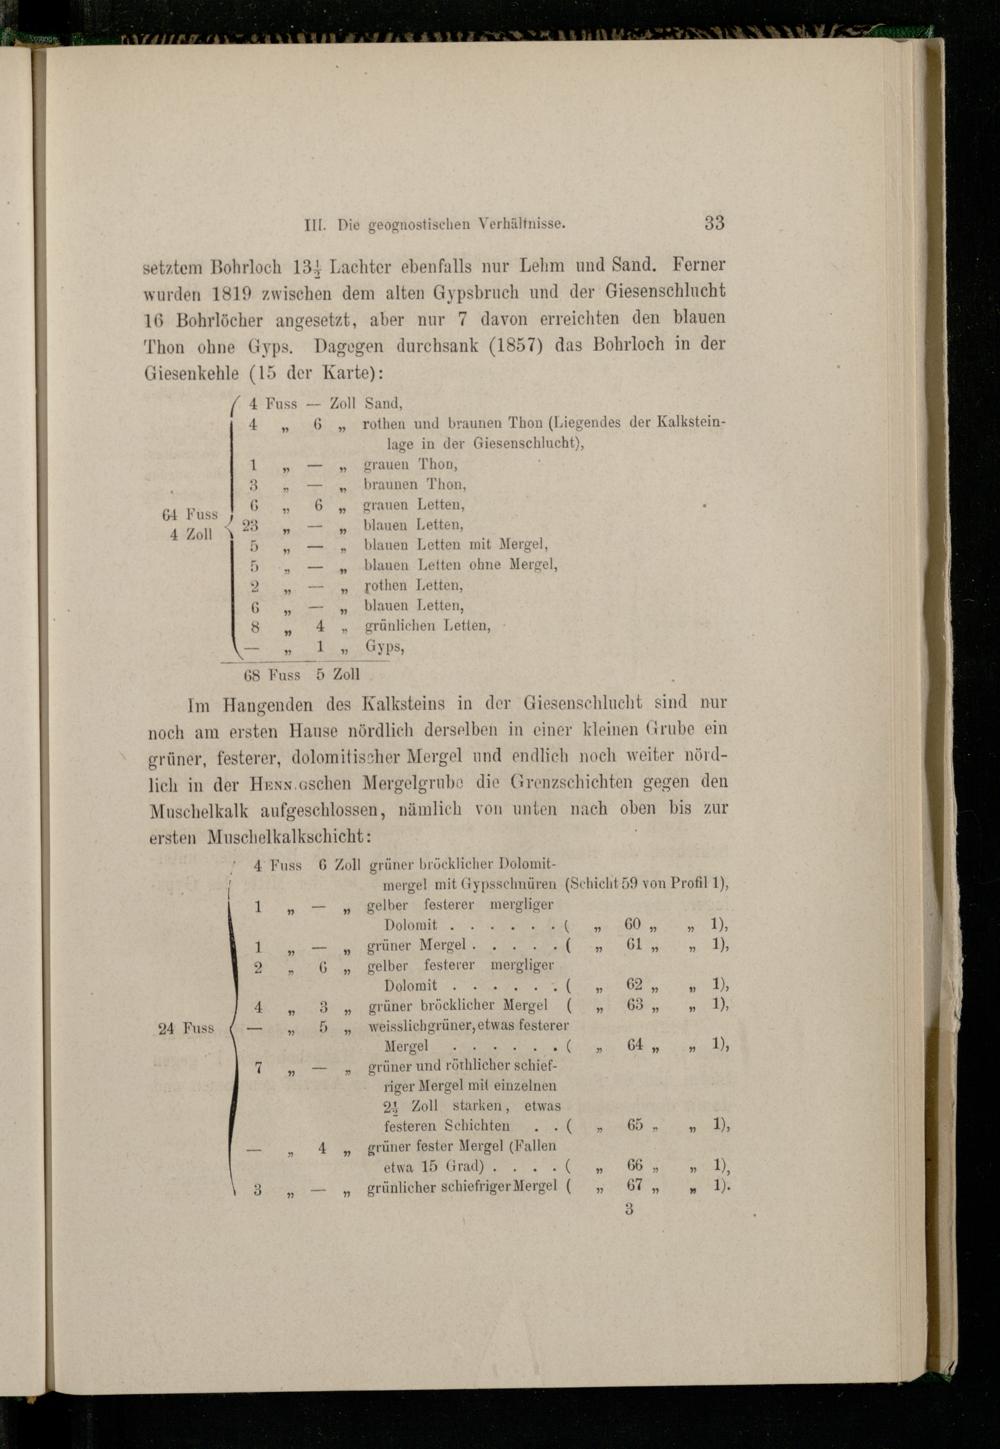 III. Die geognostischen Verhältnisse. 33
setztem Bohrloch 13½ Lachter ebenfalls nur Lehm und Sand. Ferner
wurden 1819 zwischen dem alten Gypsbruch und der Giesenschlucht
16 Bohrlöcher angesetzt, aber nur 7 davon erreichten den blauen
Thon ohne Gyps. Dagegen durchsank (1857) das Bohrloch in der
Giesenkehle (15 der Karte):
4 Fuss — Zoll Sand,
4 „ 6 „ rothen und braunen Thon (Liegendes der Kalkstein-
lage in der Giesenschlucht),
1 „ — „ grauen Thon,
3 „ — „ braunen Thon,
64 Fuss
6 „ 6 „ grauen Letten,
4 Zoll
23 „ — „ blauen Letten,
5 „ — „ blauen Letten mit Mergel,
5 „ — „ blauen Letten ohne Mergel,
2 „ — „ rothen Letten,
6 „ — „ blauen Letten,
8 „ 4 „ grünlichen Letten,
— „ 1 „ Gyps,
68 Fuss 5 Zoll
Im Hangenden des Kalksteins in der Giesenschlucht sind nur
noch am ersten Hause nördlich derselben in einer kleinen Grube ein
grüner, festerer, dolomitischer Mergel und endlich noch weiter nörd-
lich in der HENN.Gschen Mergelgrube die Grenzschichten gegen den
Muschelkalk aufgeschlossen, nämlich von unten nach oben bis zur
ersten Muschelkalkschicht:
4 Fuss 6 Zoll grüner bröcklicher Dolomit-
mergel mit Gypsschnüren (Schicht 59 von Profil 1),
1 „ — „ gelber festerer mergliger
Dolomit . . . . . . ( „ 60 „ „ 1),
1 „ — „ grüner Mergel . . . . . ( „ 61 „ „ 1),
2 „ 6 „ gelber festerer mergliger
Dolomit . . . . . . ( „ 62 „ „ 1),
4 „ 3 „ grüner bröcklicher Mergel ( „ 63 „ „ 1),
24 Fuss
— „ 5 „ weisslichgrüner, etwas festerer
Mergel . . . . . . ( „ 64 „ „ 1),
7 „ — „ grüner und röthlicher schief-
riger Mergel mit einzelnen
2½ Zoll starken, etwas
festeren Schichten . . ( „ 65 „ „ 1),
— „ 4 „ grüner fester Mergel (Fallen
etwa 15 Grad) . . . . ( „ 66 „ „ 1),
3 „ — „ grünlicher schiefriger Mergel ( „ 67 „ „ 1).
3